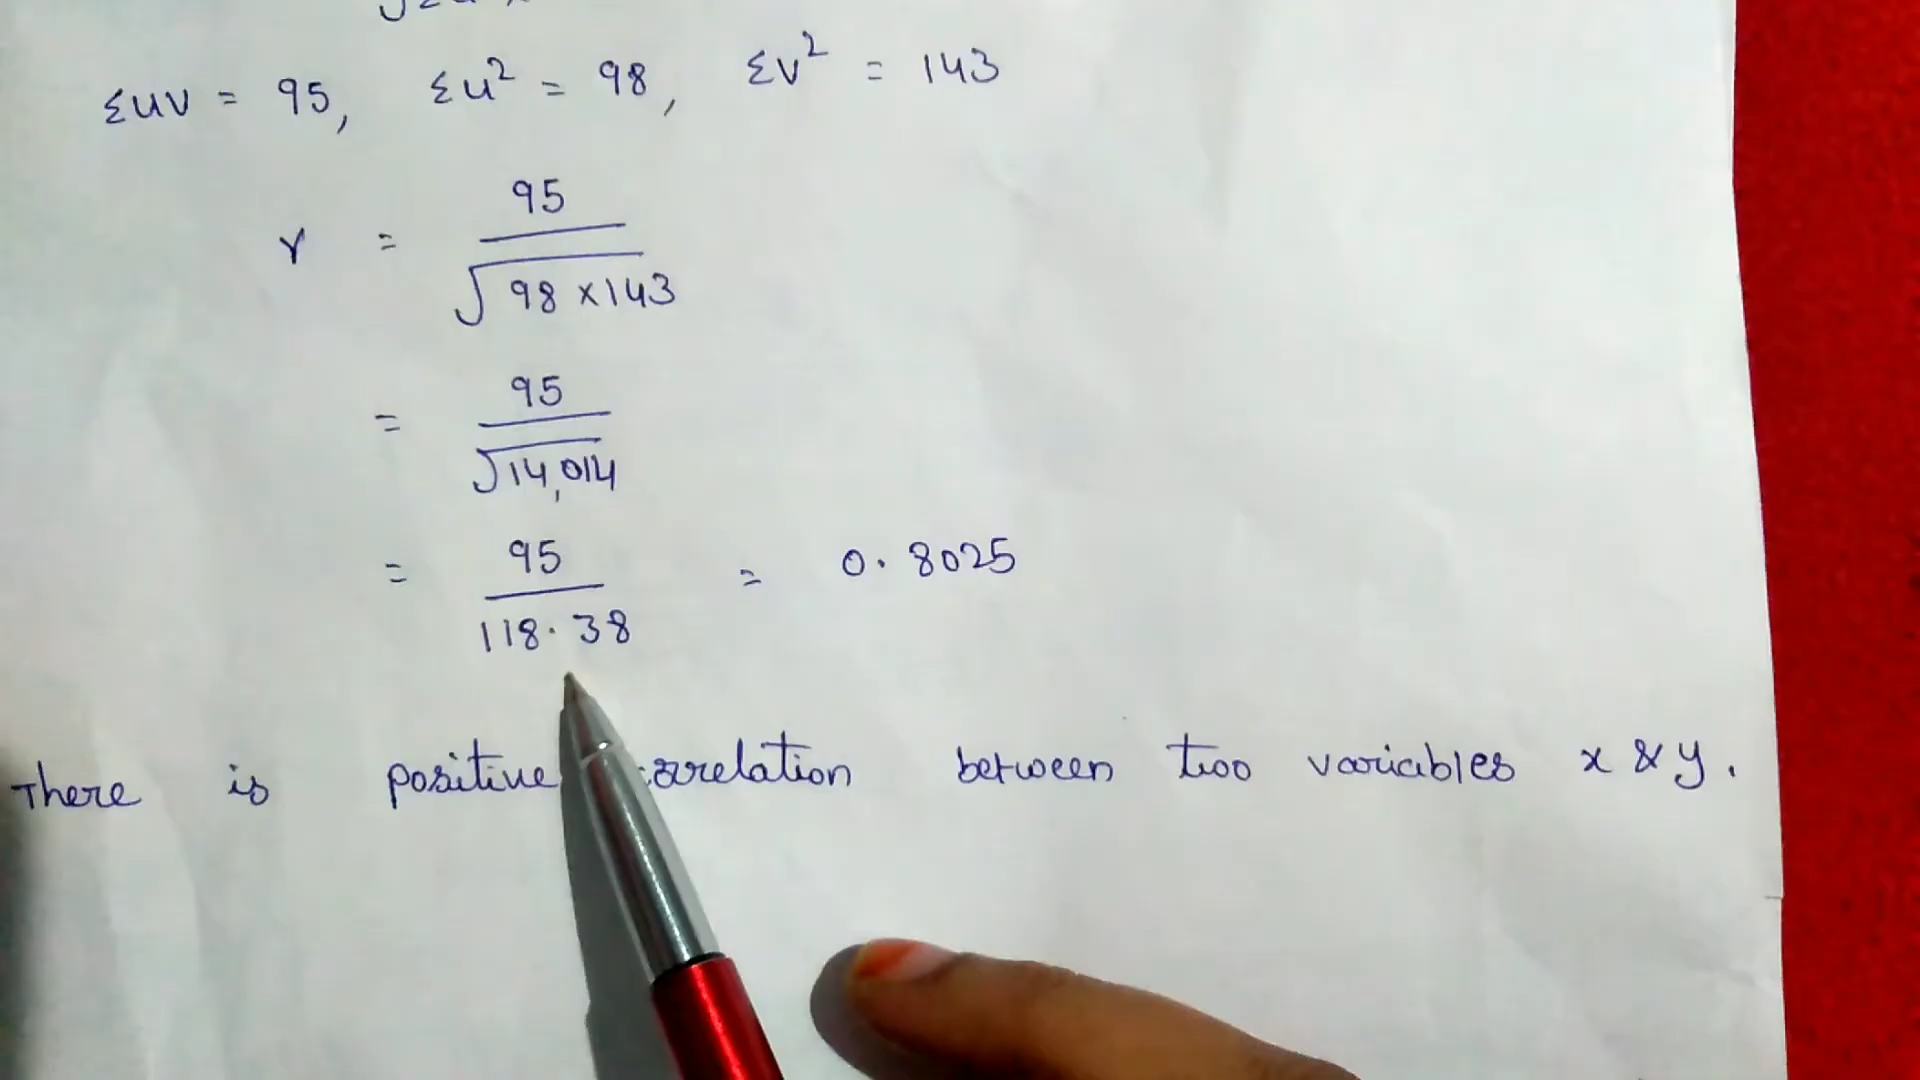 Σuv = 95, Σu² = 98, Σv² = 143
r = 95 / √98 × 143
= 95 / √14,014
= 95 / 118.38 = 0.8025
There is positive correlation between two variables x & y.